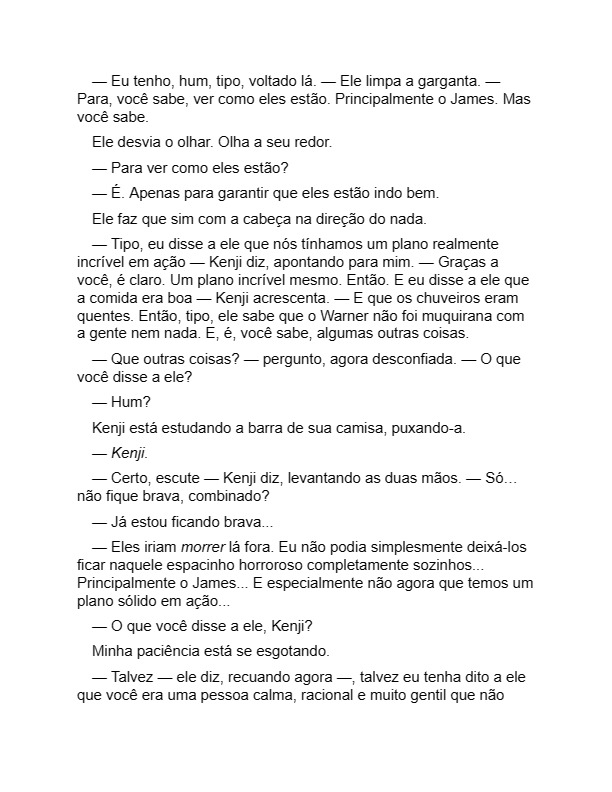 — Eu tenho, hum, tipo, voltado lá. — Ele limpa a garganta. —
Para, você sabe, ver como eles estão. Principalmente o James. Mas
você sabe.
Ele desvia o olhar. Olha a seu redor.
— Para ver como eles estão?
— É. Apenas para garantir que eles estão indo bem.
Ele faz que sim com a cabeça na direção do nada.
— Tipo, eu disse a ele que nós tínhamos um plano realmente
incrível em ação — Kenji diz, apontando para mim. — Graças a
você, é claro. Um plano incrível mesmo. Então. E eu disse a ele que
a comida era boa — Kenji acrescenta. — E que os chuveiros eram
quentes. Então, tipo, ele sabe que o Warner não foi muquirana com
a gente nem nada. E, é, você sabe, algumas outras coisas.
— Que outras coisas? — pergunto, agora desconfiada. — O que
você disse a ele?
— Hum?
Kenji está estudando a barra de sua camisa, puxando-a.
— Kenji.
— Certo, escute — Kenji diz, levantando as duas mãos. — Só…
não fique brava, combinado?
— Já estou ficando brava...
— Eles iriam morrer lá fora. Eu não podia simplesmente deixá-los
ficar naquele espacinho horroroso completamente sozinhos...
Principalmente o James... E especialmente não agora que temos um
plano sólido em ação...
— O que você disse a ele, Kenji?
Minha paciência está se esgotando.
— Talvez — ele diz, recuando agora —, talvez eu tenha dito a ele
que você era uma pessoa calma, racional e muito gentil que não